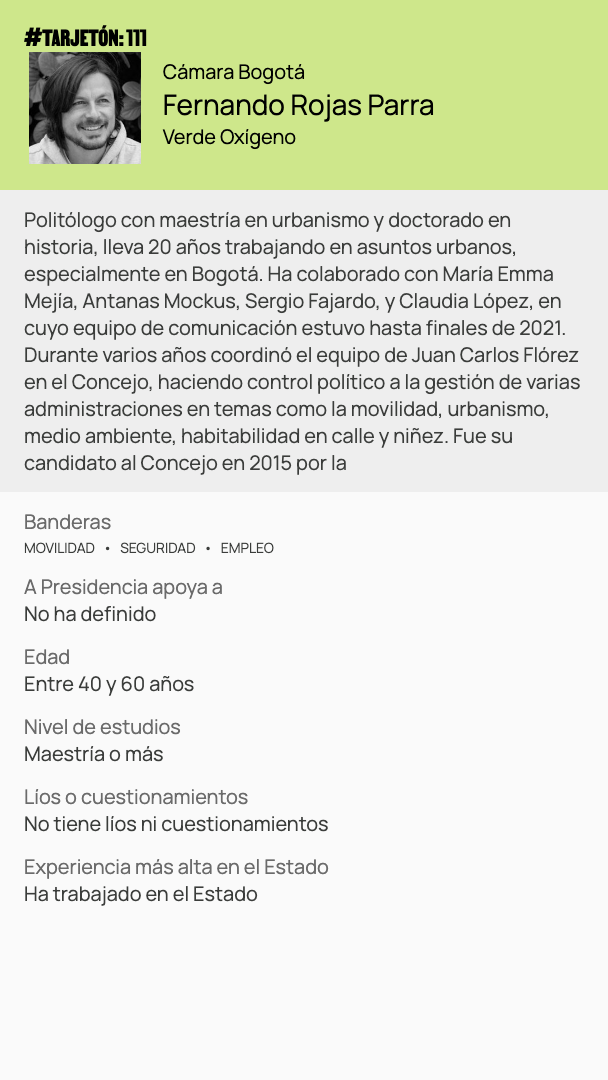 #TARJETÓN: 111
Cámara Bogotá
Fernando Rojas Parra
Verde Oxígeno
Politólogo con maestría en urbanismo y doctorado en
historia, lleva 20 años trabajando en asuntos urbanos,
especialmente en Bogotá. Ha colaborado con María Emma
Mejía, Antanas Mockus, Sergio Fajardo, y Claudia López, en
cuyo equipo de comunicación estuvo hasta finales de 2021.
Durante varios años coordinó el equipo de Juan Carlos Flórez
en el Concejo, haciendo control político a la gestión de varias
administraciones en temas como la movilidad, urbanismo,
medio ambiente, habitabilidad en calle y niñez. Fue su
candidato al Concejo en 2015 por la
Banderas
MOVILIDAD • SEGURIDAD • EMPLEO
A Presidencia apoya a
No ha definido
Edad
Entre 40 y 60 años
Nivel de estudios
Maestría o más
Líos o cuestionamientos
No tiene líos ni cuestionamientos
Experiencia más alta en el Estado
Ha trabajado en el Estado